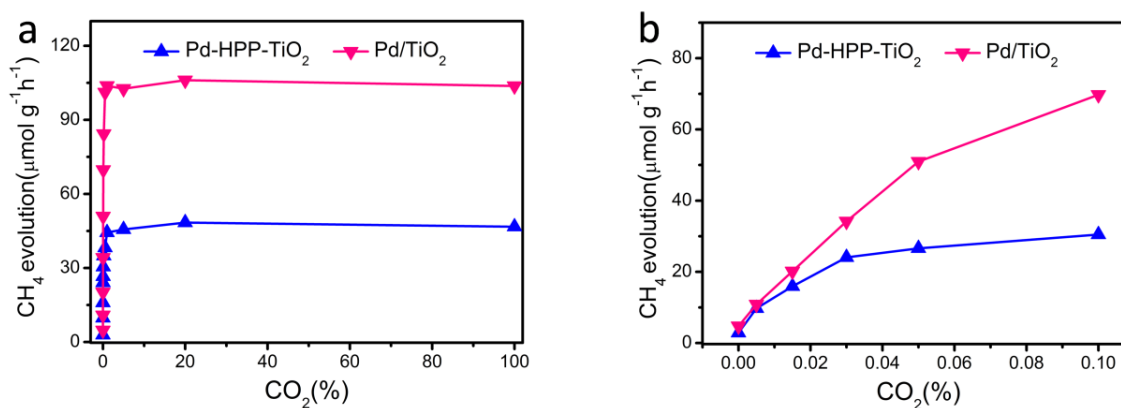 a
Pd-HPP-TiO₂ Pd/TiO₂
CH₄ evolution(μmol g⁻¹h⁻¹)
120
90
60
30
0
0 20 40 60 80 100
CO₂(%)
b
Pd-HPP-TiO₂ Pd/TiO₂
CH₄ evolution(μmol g⁻¹h⁻¹)
80
60
40
20
0
0.00 0.02 0.04 0.06 0.08 0.10
CO₂(%)